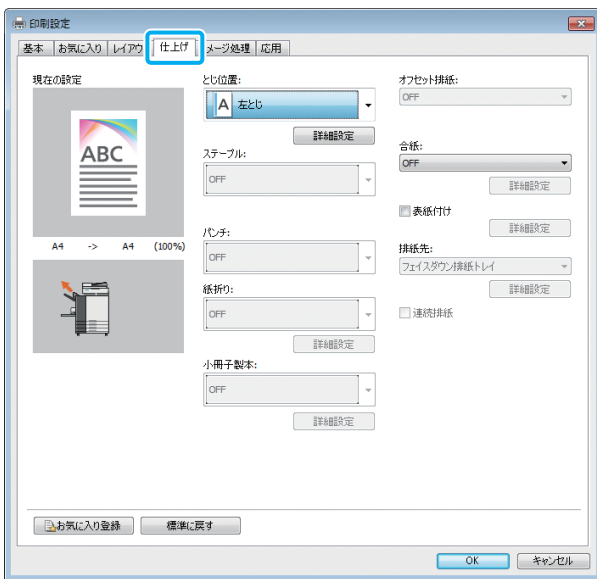 印刷設定
基本 お気に入り レイアウ 仕上げ メージ処理 応用
現在の設定
ABC
A4 -> A4 (100%)
とじ位置:
A 左とじ
詳細設定
ステープル:
OFF
パンチ:
OFF
紙折り:
OFF
詳細設定
小冊子製本:
OFF
詳細設定
オフセット排紙:
OFF
合紙:
OFF
詳細設定
表紙付け
詳細設定
排紙先:
フェイスダウン排紙トレイ
詳細設定
連続排紙
お気に入り登録 標準に戻す
OK キャンセル